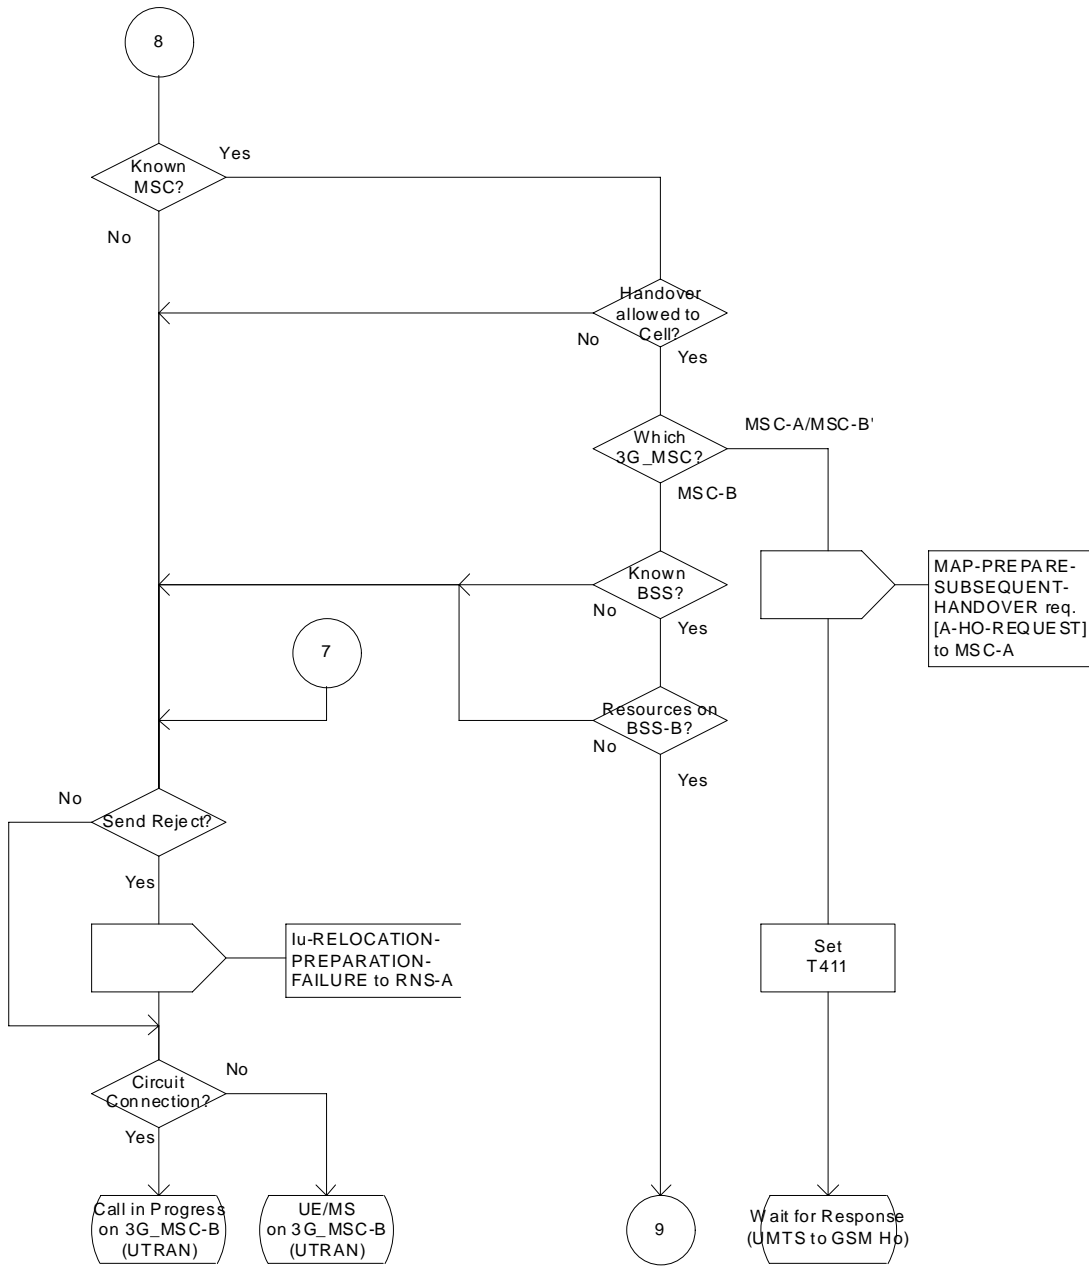 8
Known
MSC?
Yes
No
Handover
allowed to
Cell?
No
Yes
Which
3G_MSC?
MSC-A/MSC-B'
MSC-B
Known
BSS?
No
Yes
MAP-PREPARE-
SUBSEQUENT-
HANDOVER req.
[A-HO-REQUEST]
to MSC-A
7
Resources on
BSS-B?
No
Yes
No
Send Reject?
Yes
Iu-RELOCATION-
PREPARATION-
FAILURE to RNS-A
Set
T411
Circuit
Connection?
No
Yes
Call in Progress
on 3G_MSC-B
(UTRAN)
UE/MS
on 3G_MSC-B
(UTRAN)
9
Wait for Response
(UMTS to GSM Ho)